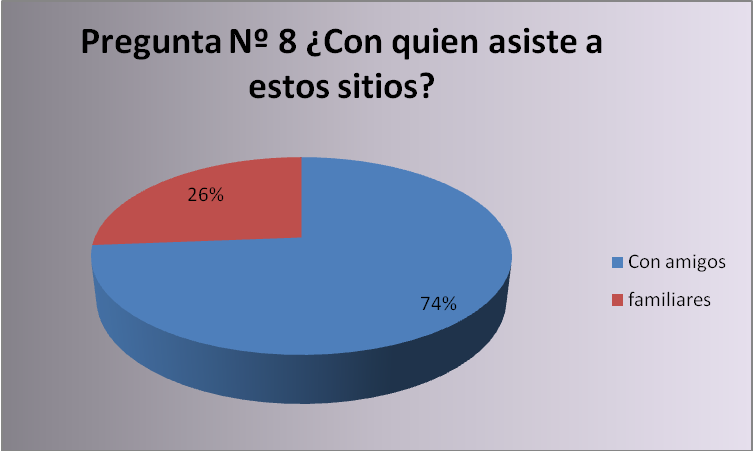 Pregunta Nº 8 ¿Con quien asiste a
estos sitios?
26%
74%
Con amigos
familiares